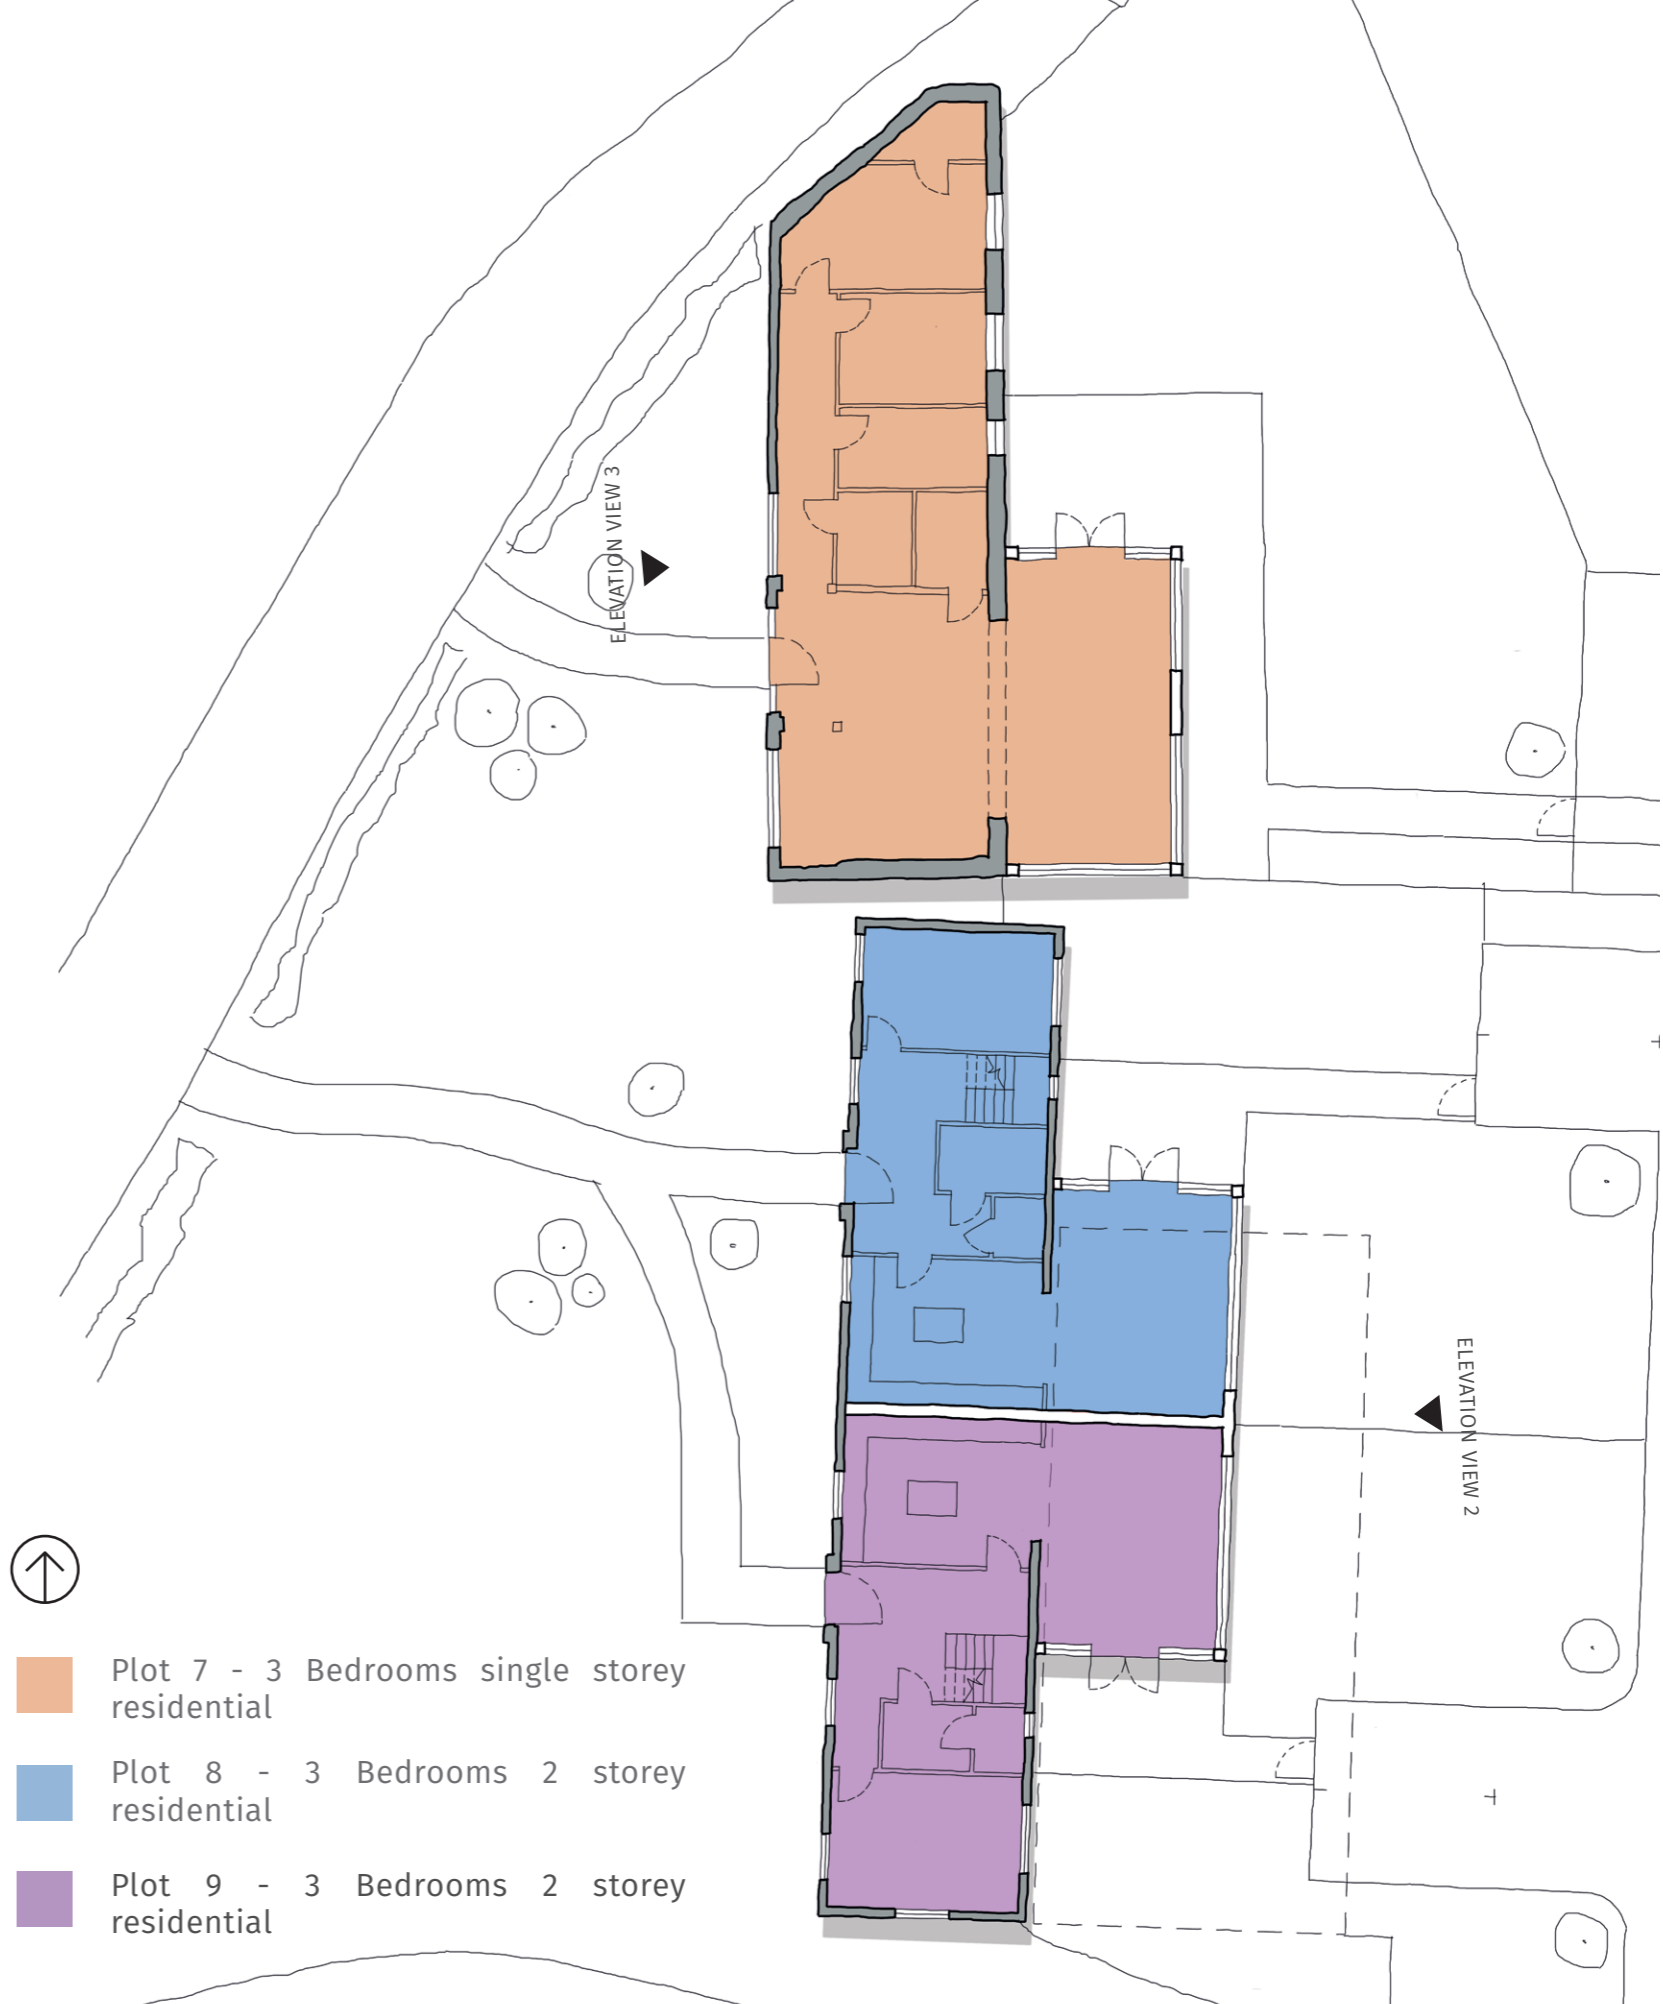 ELEVATION VIEW 3
ELEVATION VIEW 2
Plot 7 - 3 Bedrooms single storey
residential
Plot 8 - 3 Bedrooms 2 storey
residential
Plot 9 - 3 Bedrooms 2 storey
residential